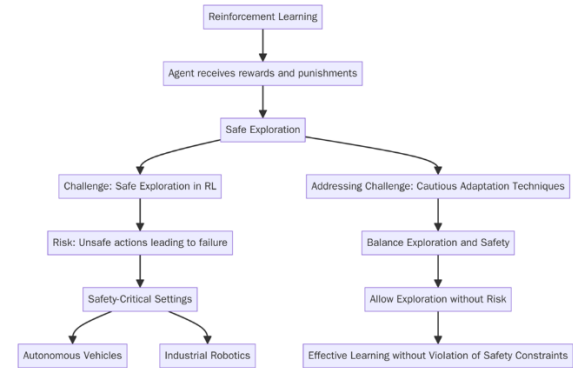 Reinforcement Learning
Agent receives rewards and punishments
Safe Exploration
Challenge: Safe Exploration in RL
Addressing Challenge: Cautious Adaptation Techniques
Risk: Unsafe actions leading to failure
Balance Exploration and Safety
Safety-Critical Settings
Allow Exploration without Risk
Autonomous Vehicles
Industrial Robotics
Effective Learning without Violation of Safety Constraints